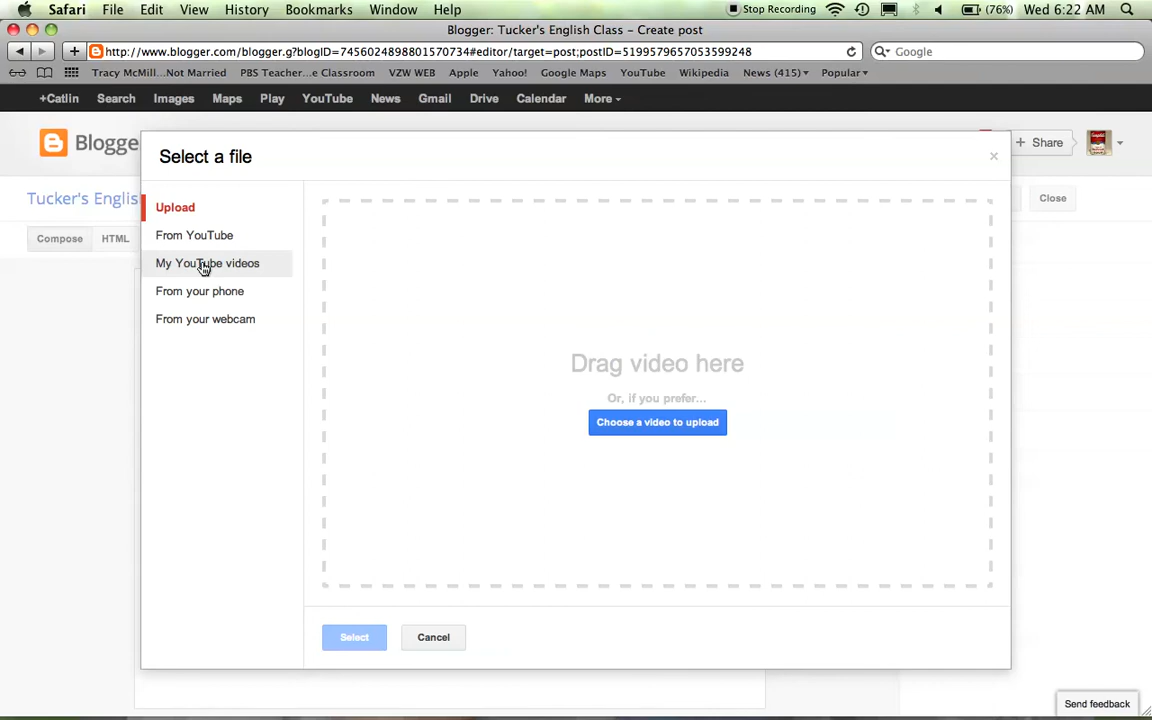 Safari File Edit View History Bookmarks Window Help Stop Recording (76%) Wed 6:22 AM
Blogger: Tucker's English Class – Create post
http://www.blogger.com/blogger.g?blogID=7456024898801570734#editor/target=post;postID=5199579657053599248 Google
Tracy McMill...Not Married PBS Teacher...e Classroom VZW WEB Apple Yahoo! Google Maps YouTube Wikipedia News (415) Popular
+Catlin Search Images Maps Play YouTube News Gmail Drive Calendar More
Blogge + Share
Select a file
Tucker's Englis Close
Upload
Compose HTML
From YouTube
My YouTube videos
From your phone
From your webcam
Drag video here
Or, if you prefer...
Choose a video to upload
Select Cancel
Send feedback